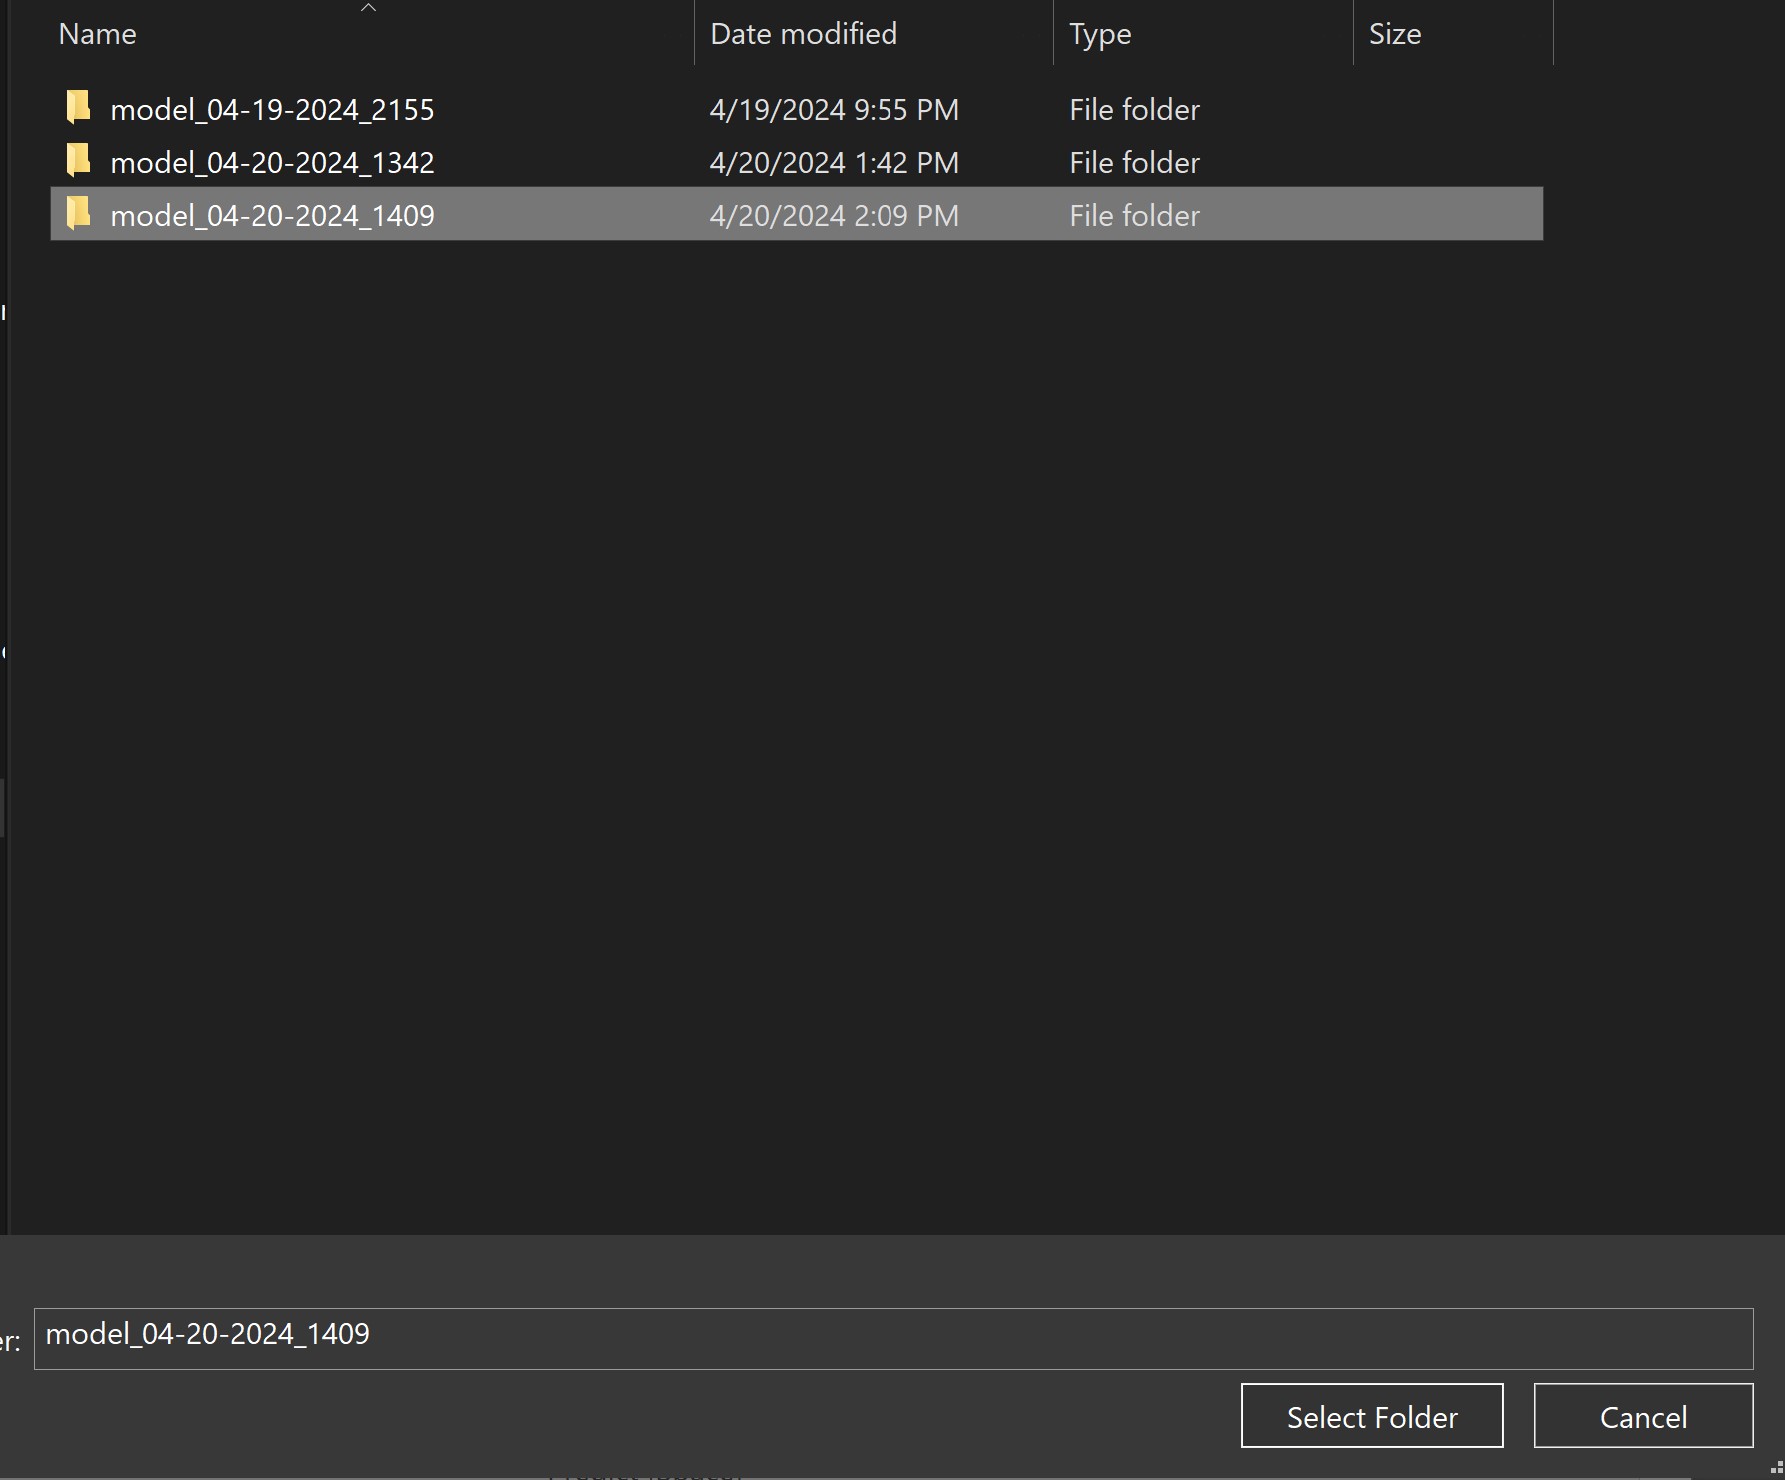 Name Date modified Type Size
model_04-19-2024_2155 4/19/2024 9:55 PM File folder
model_04-20-2024_1342 4/20/2024 1:42 PM File folder
model_04-20-2024_1409 4/20/2024 2:09 PM File folder
er: model_04-20-2024_1409
Select Folder Cancel